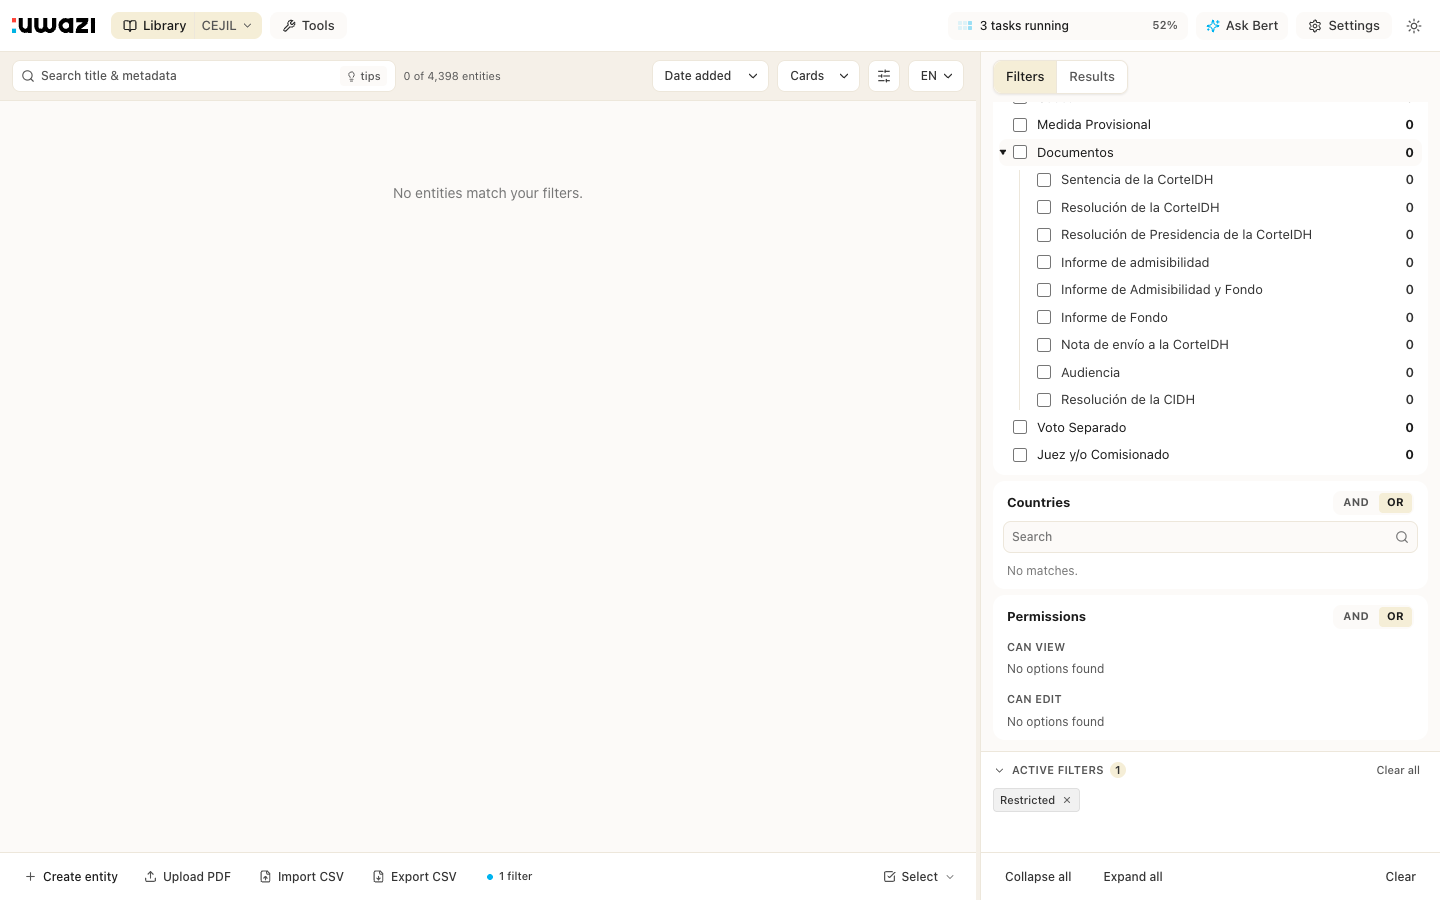 :uwazi
Library CEJIL
Tools
3 tasks running 52%
Ask Bert
Settings
Search title & metadata
tips
0 of 4,398 entities
Date added
Cards
EN
Filters
Results
No entities match your filters.
Medida Provisional 0
Documentos 0
Sentencia de la CorteIDH 0
Resolución de la CorteIDH 0
Resolución de Presidencia de la CorteIDH 0
Informe de admisibilidad 0
Informe de Admisibilidad y Fondo 0
Informe de Fondo 0
Nota de envío a la CorteIDH 0
Audiencia 0
Resolución de la CIDH 0
Voto Separado 0
Juez y/o Comisionado 0
Countries AND OR
Search
No matches.
Permissions AND OR
CAN VIEW
No options found
CAN EDIT
No options found
ACTIVE FILTERS 1 Clear all
Restricted ×
Create entity
Upload PDF
Import CSV
Export CSV
1 filter
Select
Collapse all
Expand all
Clear